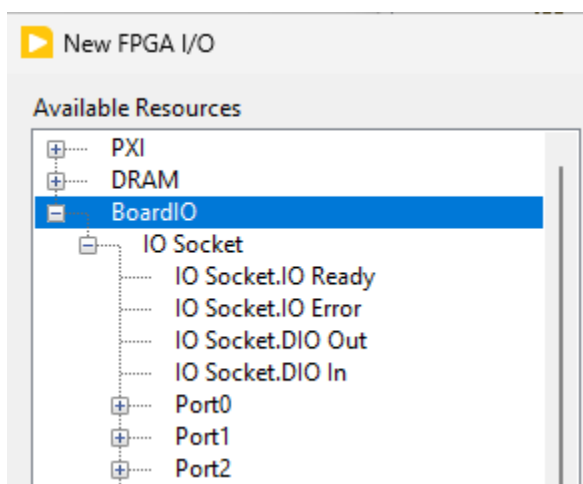 New FPGA I/O
Available Resources
PXI
DRAM
BoardIO
IO Socket
IO Socket.IO Ready
IO Socket.IO Error
IO Socket.DIO Out
IO Socket.DIO In
Port0
Port1
Port2